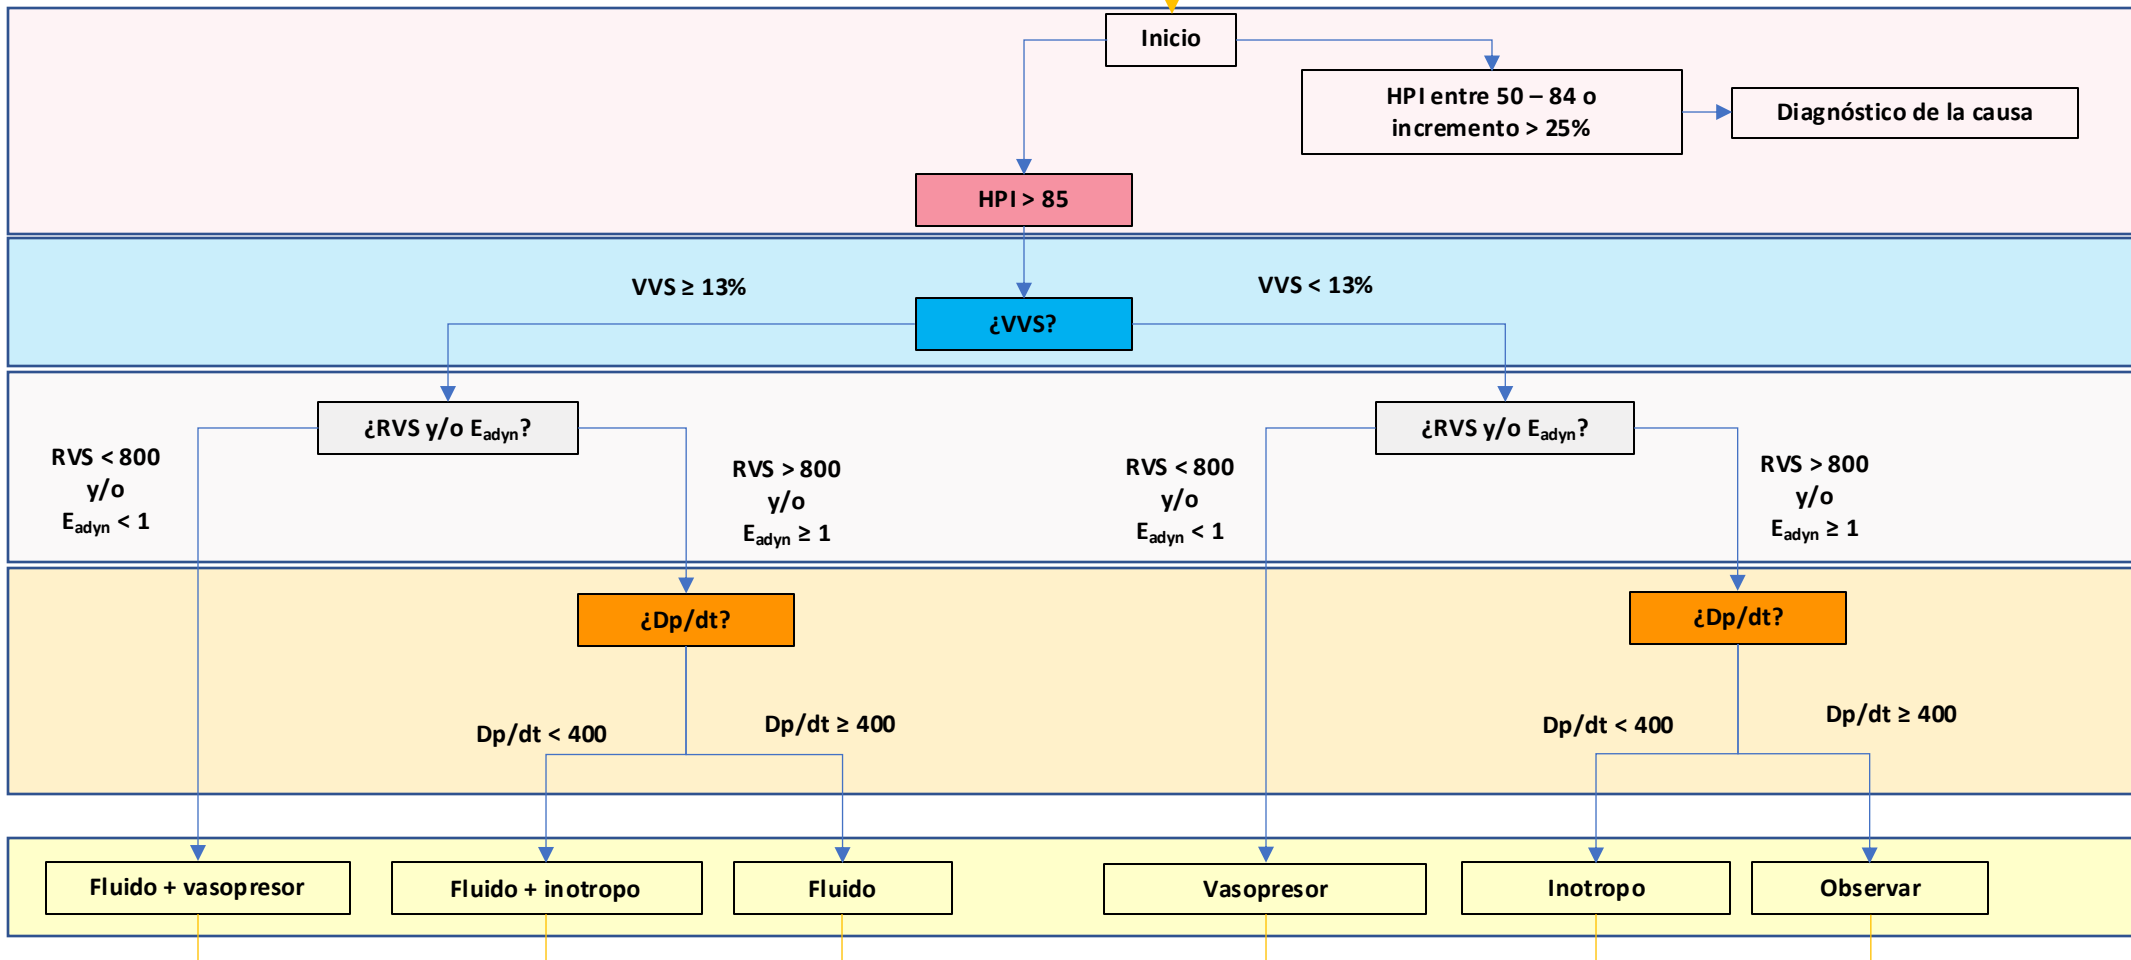 Inicio
HPI entre 50 – 84 o
incremento > 25%
Diagnóstico de la causa
HPI > 85
VVS ≥ 13%
VVS < 13%
¿VVS?
¿RVS y/o Eadyn?
¿RVS y/o Eadyn?
RVS < 800
y/o
Eadyn < 1
RVS > 800
y/o
Eadyn ≥ 1
RVS < 800
y/o
Eadyn < 1
RVS > 800
y/o
Eadyn ≥ 1
¿Dp/dt?
¿Dp/dt?
Dp/dt < 400
Dp/dt ≥ 400
Dp/dt < 400
Dp/dt ≥ 400
Fluido + vasopresor
Fluido + inotropo
Fluido
Vasopresor
Inotropo
Observar